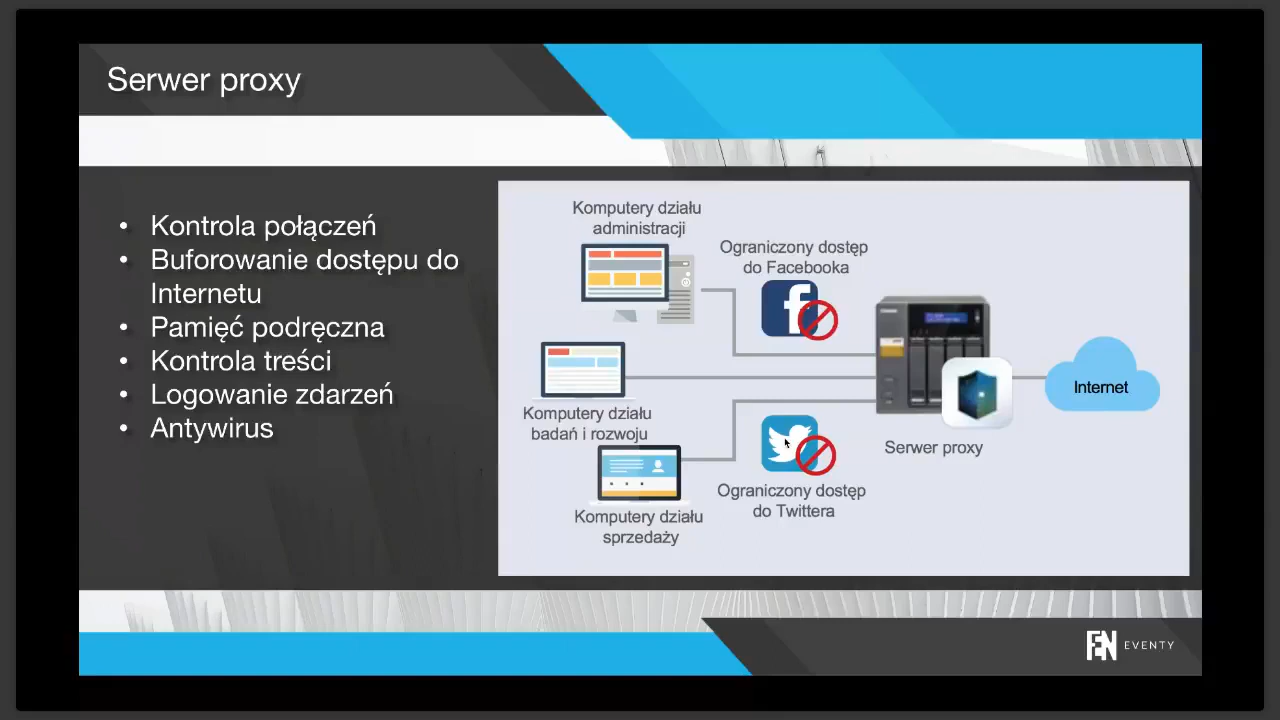 Serwer proxy
• Kontrola połączeń
• Buforowanie dostępu do
Internetu
• Pamięć podręczna
• Kontrola treści
• Logowanie zdarzeń
• Antywirus
Komputery działu
administracji
Ograniczony dostęp
do Facebooka
Komputery działu
badań i rozwoju
Internet
Serwer proxy
Ograniczony dostęp
do Twittera
Komputery działu
sprzedaży
FEN EVENTY